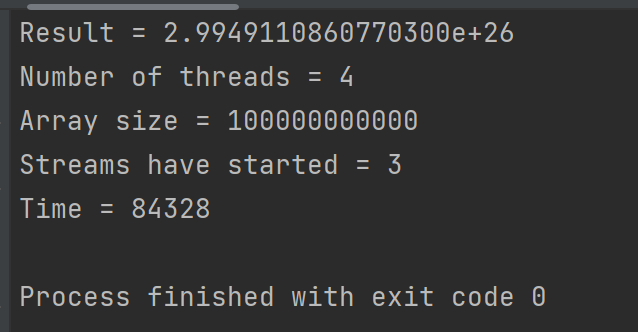 Result = 2.9949110860770300e+26
Number of threads = 4
Array size = 100000000000
Streams have started = 3
Time = 84328
Process finished with exit code 0